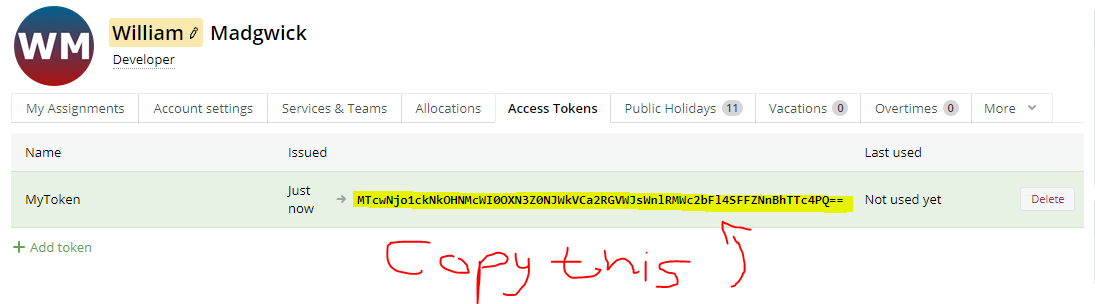 WM
William Madgwick
Developer
My Assignments Account settings Services & Teams Allocations Access Tokens Public Holidays 11 Vacations 0 Overtimes 0 More
Name Issued Last used
MyToken Just now → MTcwNjo1ckNkOHNMcWI0OXN3Z0NJWkVCa2RGVWJsWnlRMWc2bFl4SFFZNnBhTTc4PQ== Not used yet Delete
+ Add token
Copy this